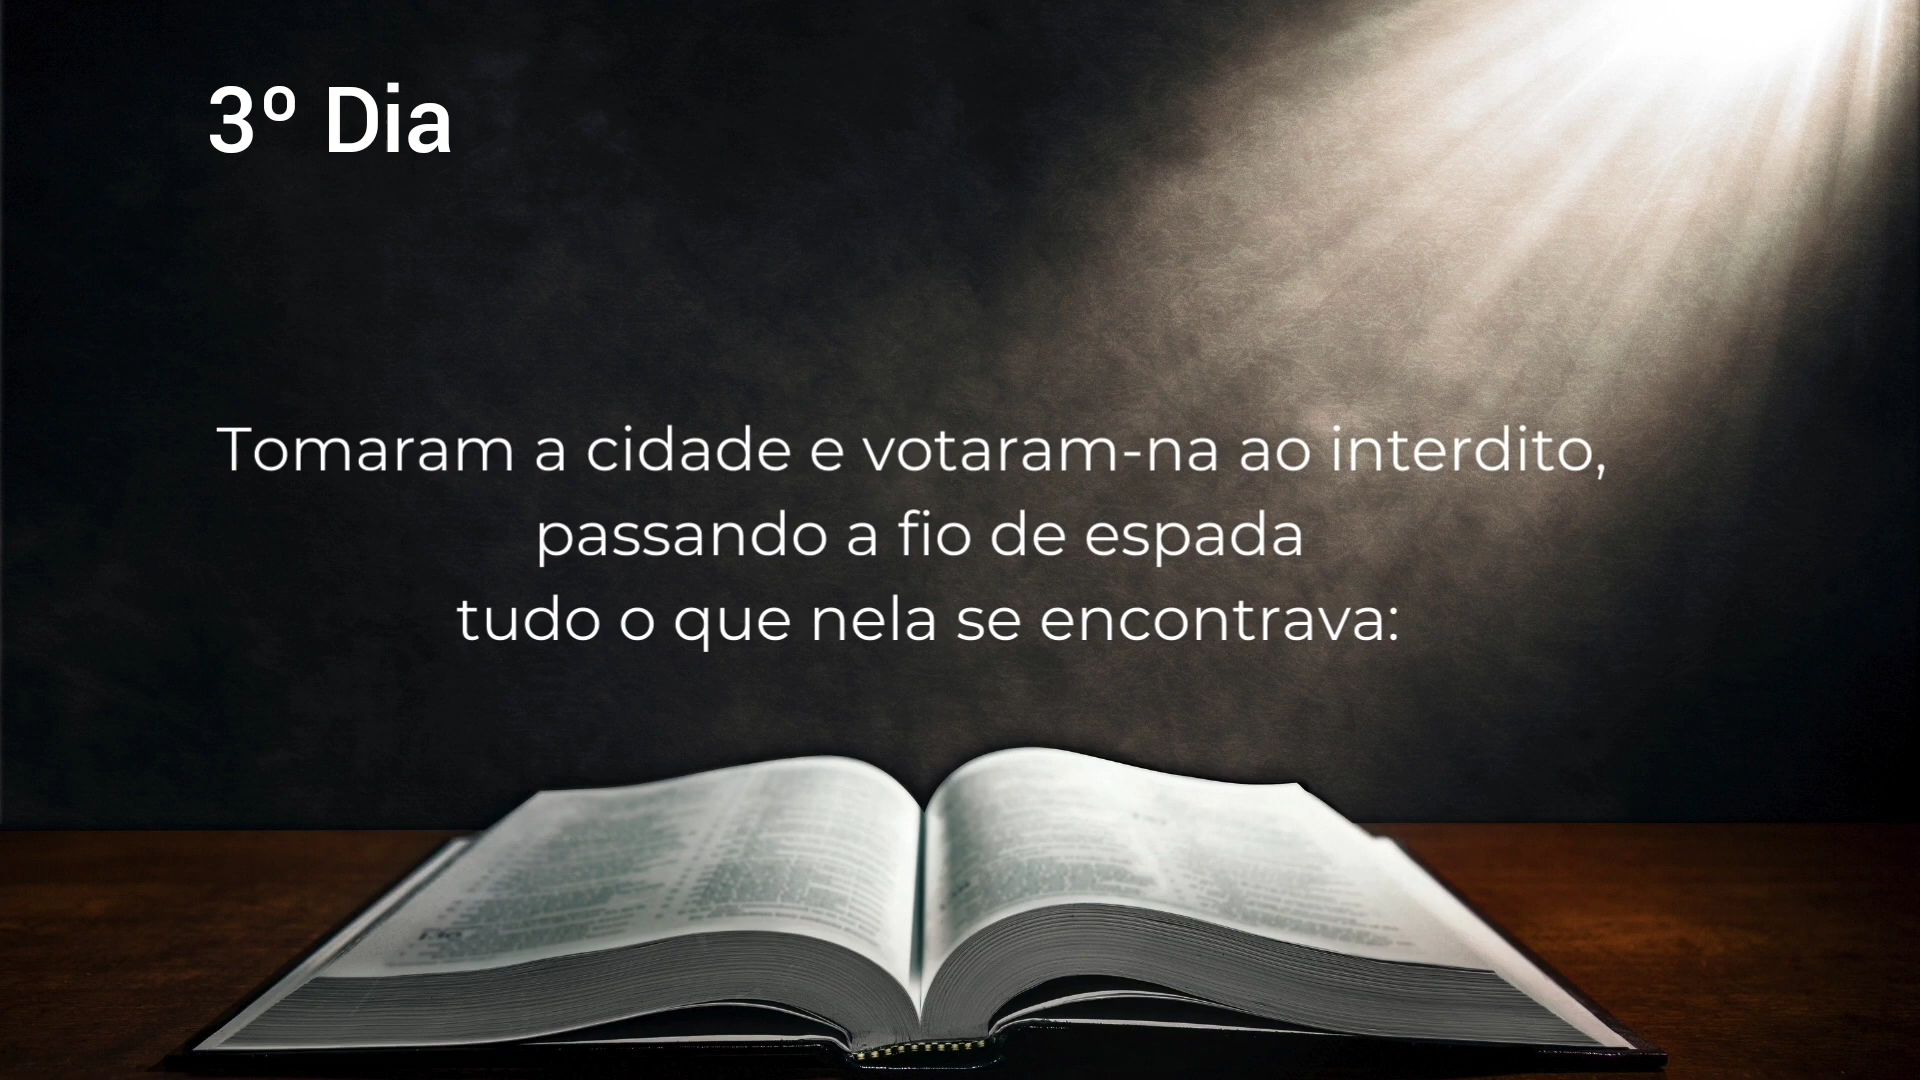 3º Dia
Tomaram a cidade e votaram-na ao interdito,
passando a fio de espada
tudo o que nela se encontrava: